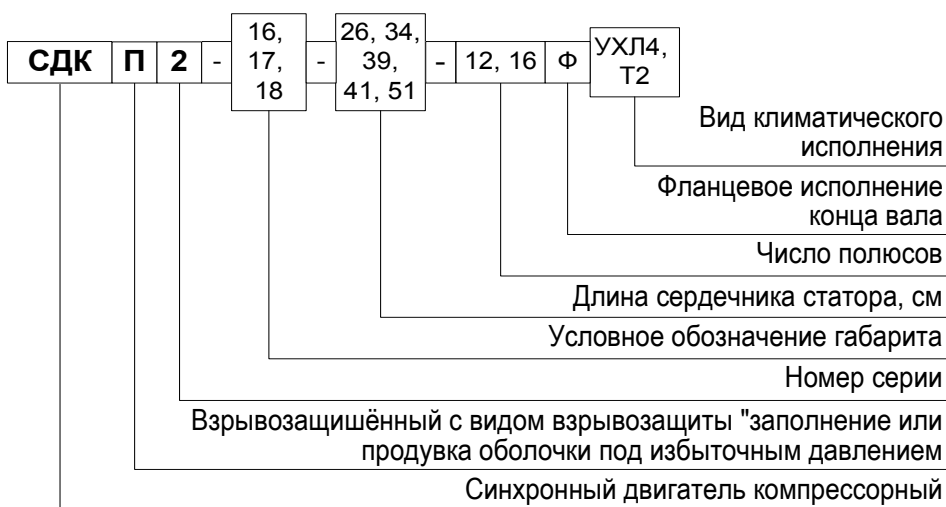 СДК П 2 - 16, 17, 18 - 26, 34, 39, 41, 51 - 12, 16 Ф УХЛ4, Т2
Вид климатического
исполнения
Фланцевое исполнение
конца вала
Число полюсов
Длина сердечника статора, см
Условное обозначение габарита
Номер серии
Взрывозащишённый с видом взрывозащиты "заполнение или
продувка оболочки под избыточным давлением
Синхронный двигатель компрессорный